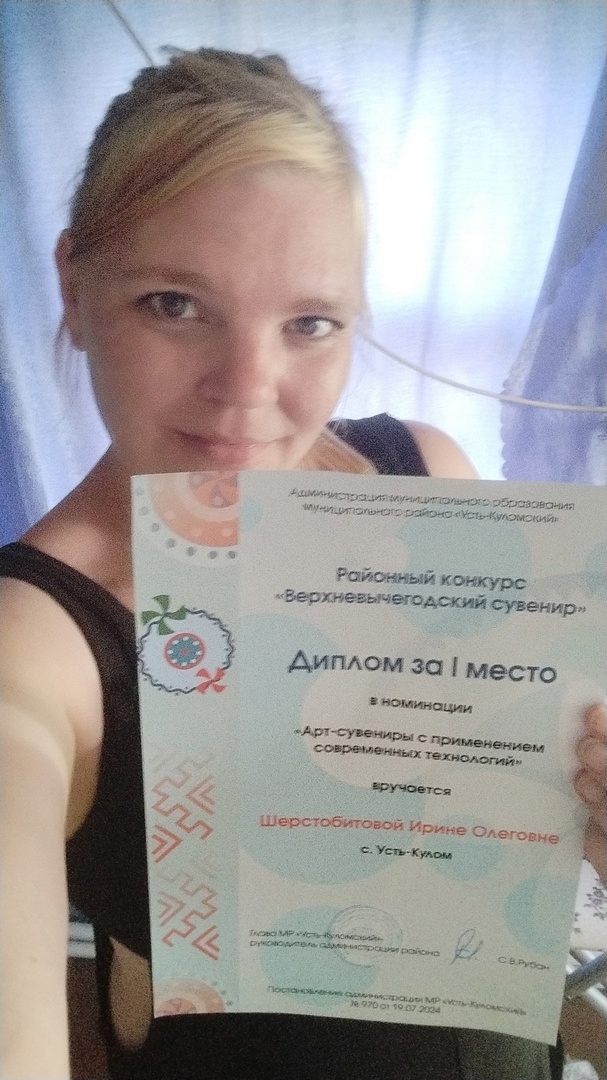 Администрация муниципального образования
муниципального района «Усть-Куломский»
Районный конкурс
«Верхневычегодский сувенир»
Диплом за I место
в номинации
«Арт-сувениры с применением
современных технологий»
вручается
Шерстобитовой Ирине Олеговне
с. Усть-Кулом
Глава МР «Усть-Куломский»-
руководитель администрации района
С.В.Рубан
Постановление администрации МР «Усть-Куломский»
№ 970 от 19.07.2024